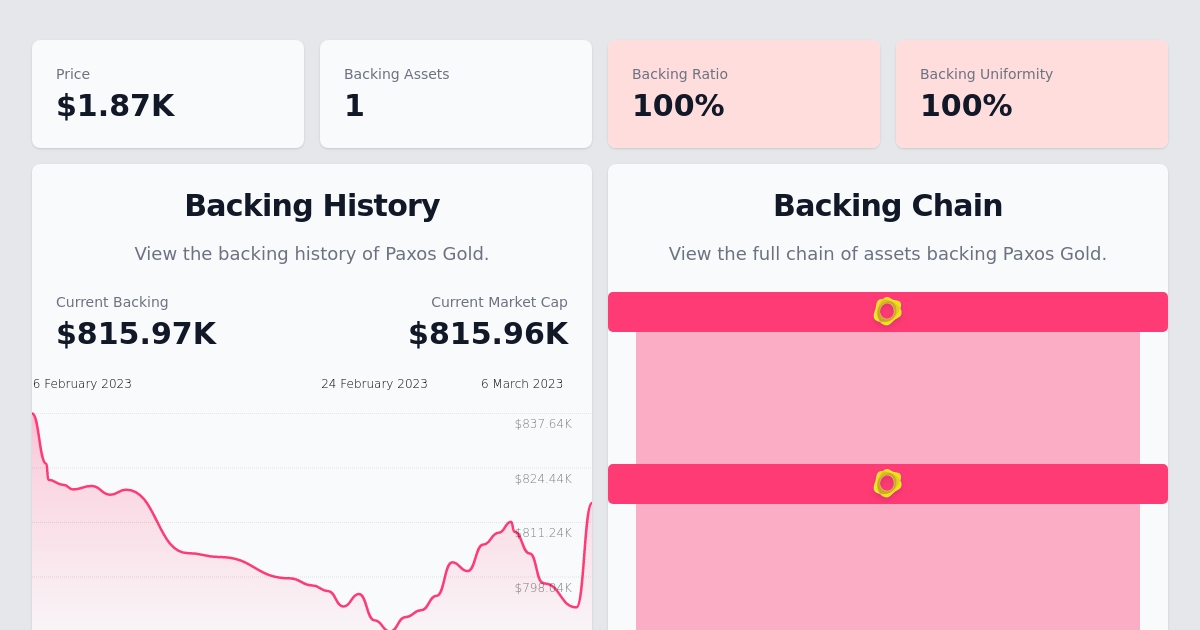 Price
$1.87K
Backing Assets
1
Backing Ratio
100%
Backing Uniformity
100%
Backing History
View the backing history of Paxos Gold.
Current Backing
$815.97K
Current Market Cap
$815.96K
6 February 2023
24 February 2023
6 March 2023
$837.64K
$824.44K
$811.24K
$798.04K
Backing Chain
View the full chain of assets backing Paxos Gold.